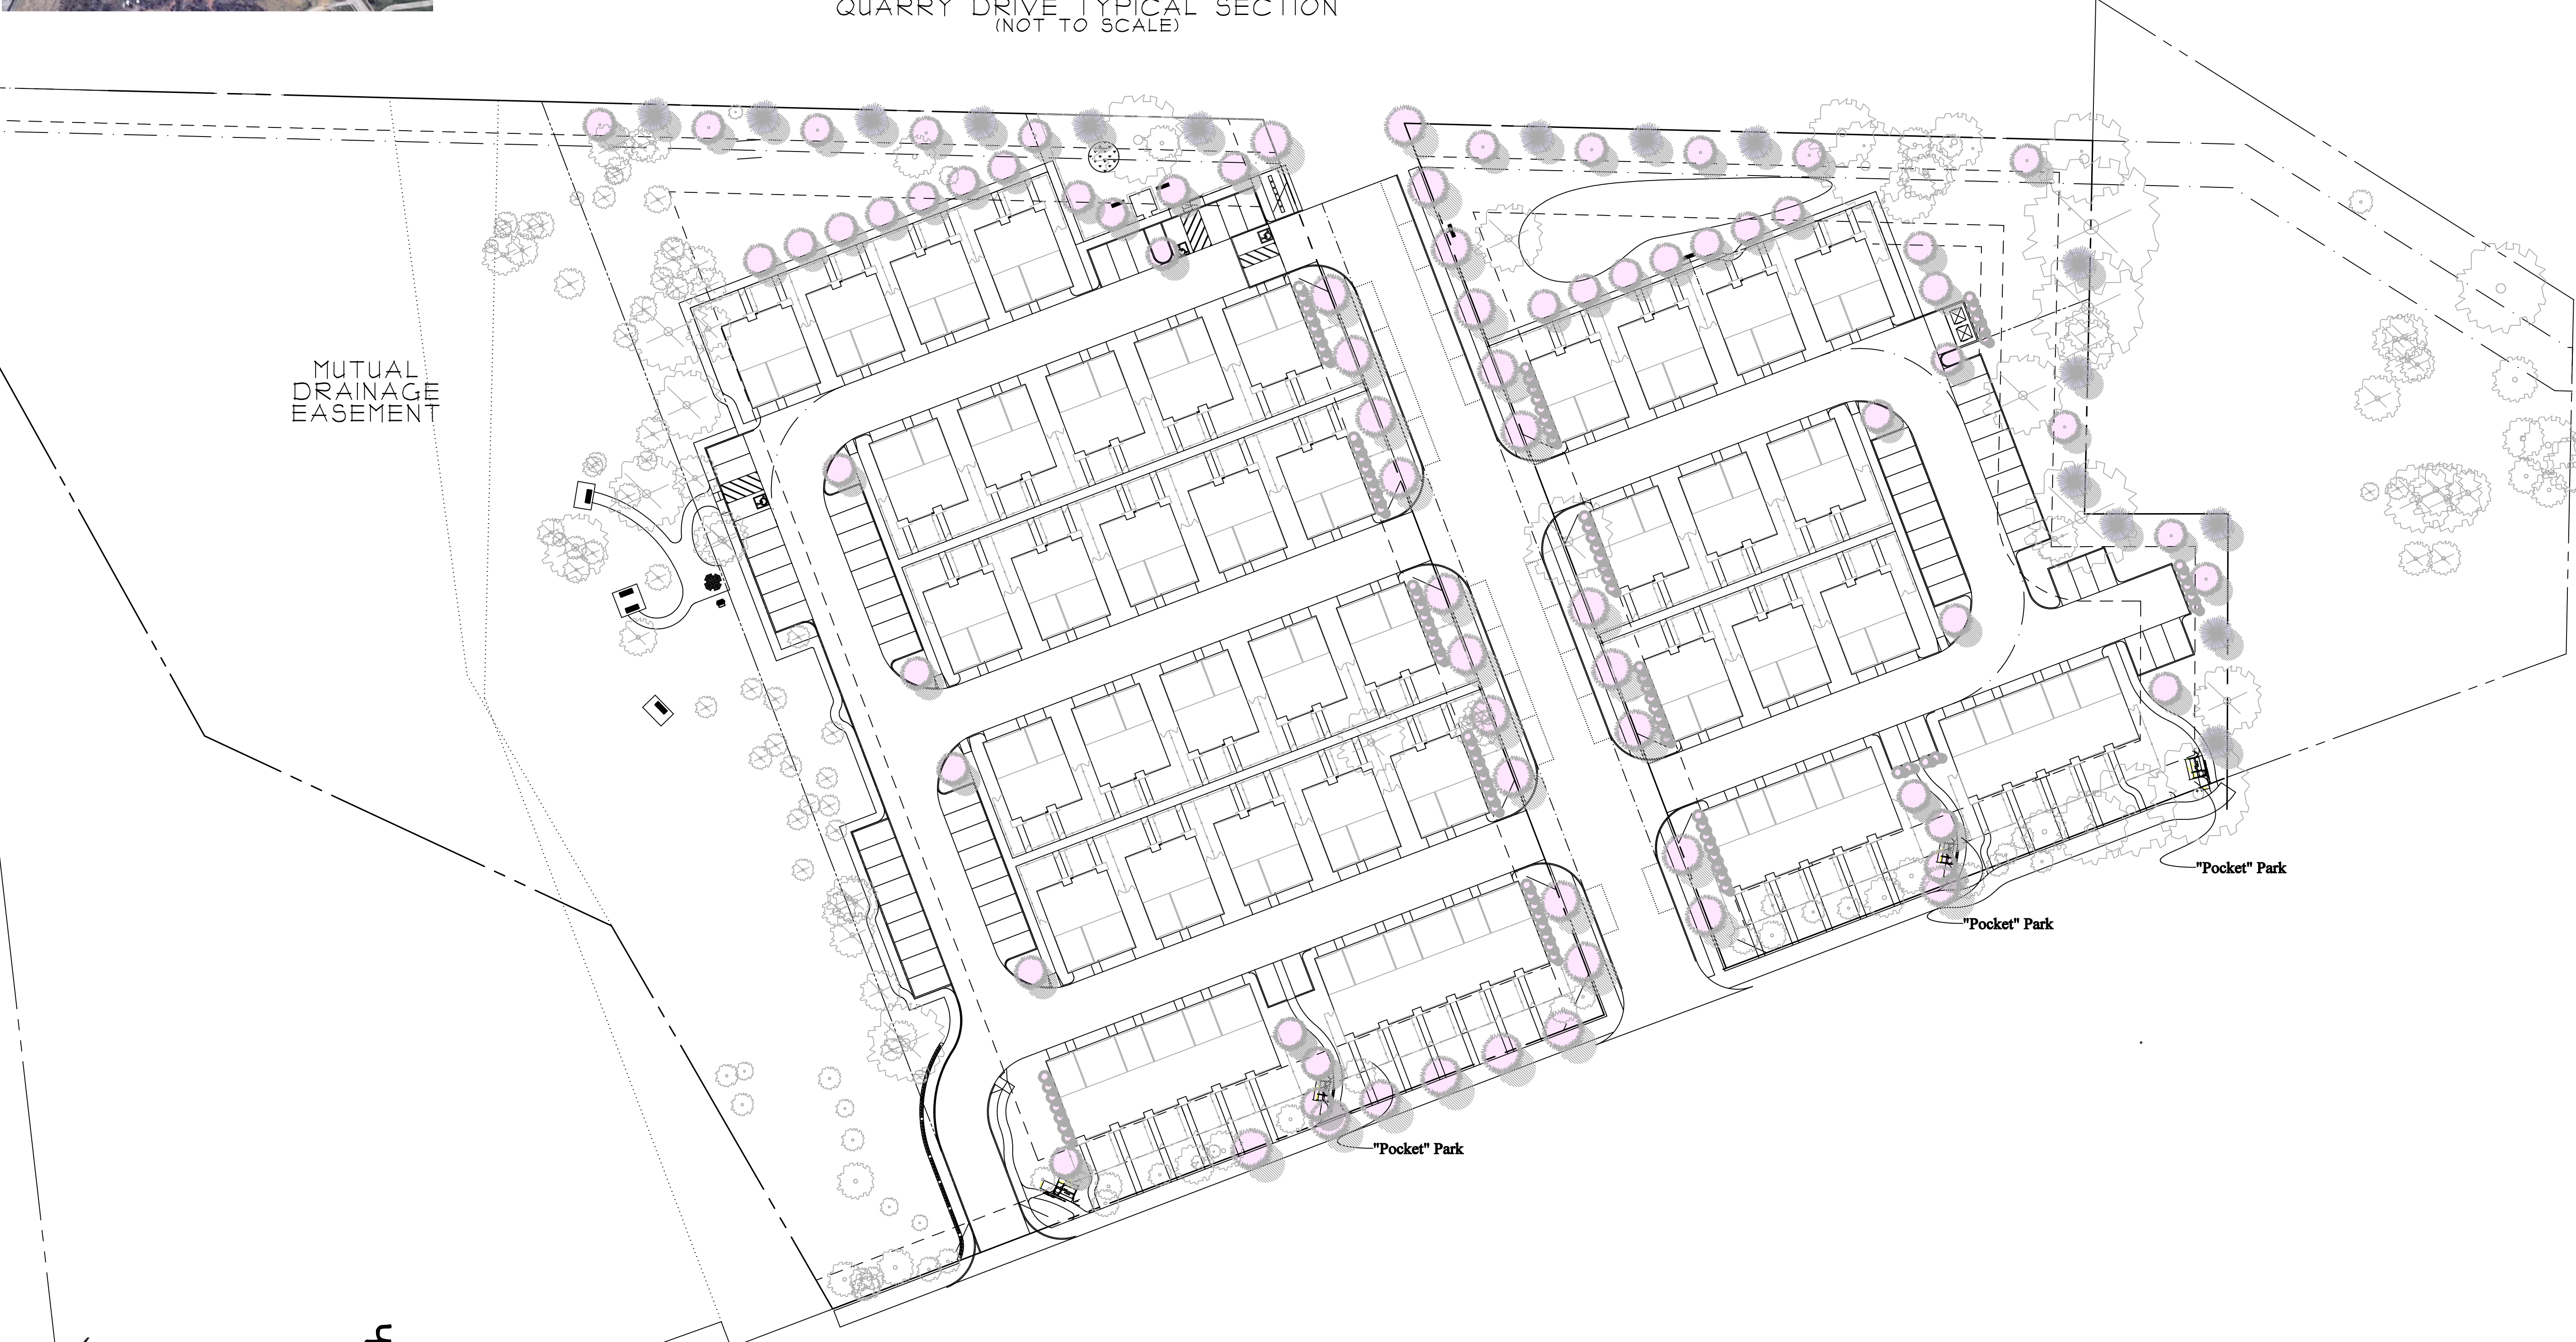 QUARRY DRIVE TYPICAL SECTION
(NOT TO SCALE)
MUTUAL
DRAINAGE
EASEMENT
"Pocket" Park
"Pocket" Park
"Pocket" Park
h